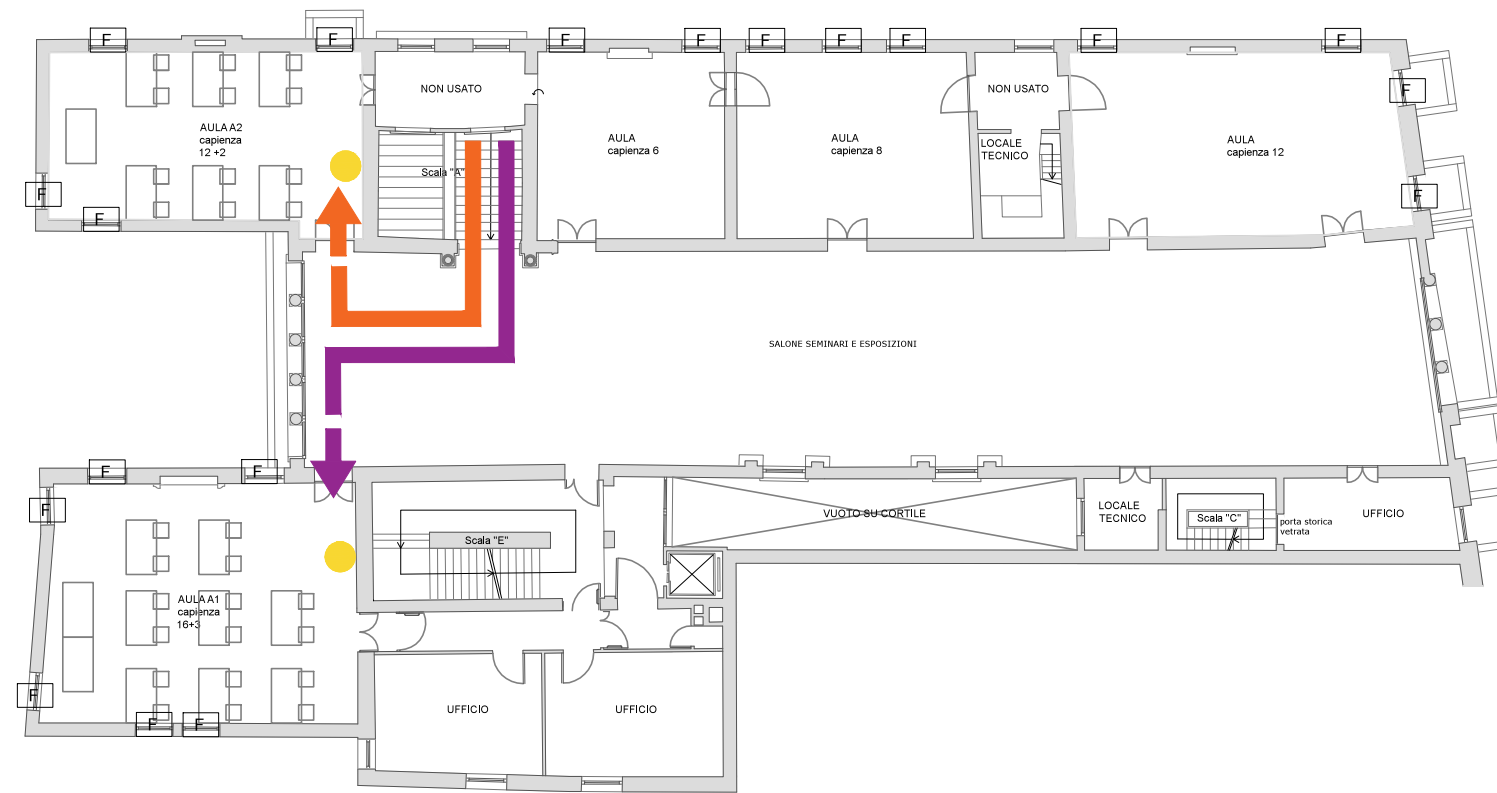 F
F
F
F
F
F
F
F
F
NON USATO
NON USATO
F
AULA A2
capienza
12 +2
AULA
capienza 6
AULA
capienza 8
AULA
capienza 12
LOCALE
TECNICO
Scala "A"
F
F
F
SALONE SEMINARI E ESPOSIZIONI
F
F
F
VUOTO SU CORTILE
LOCALE
TECNICO
Scala "C"
porta storica
vetrata
UFFICIO
Scala "E"
AULA A1
capienza
16+3
F
UFFICIO
UFFICIO
F
F